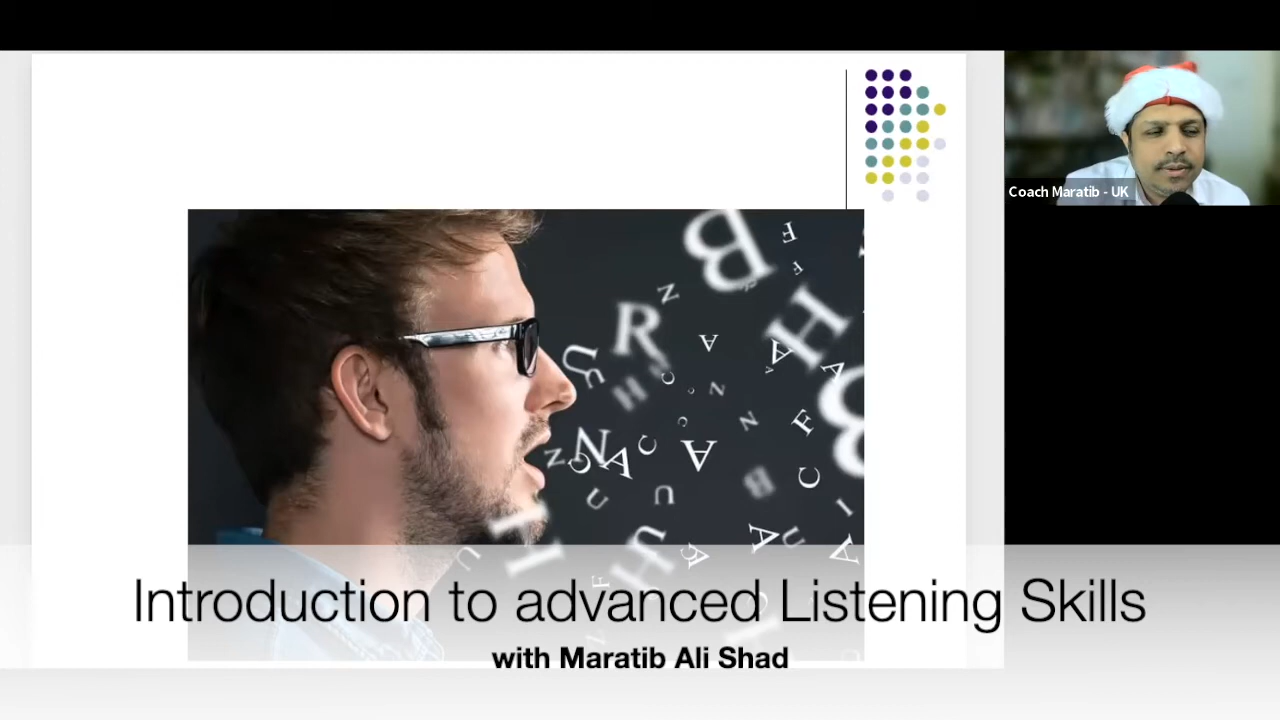 Coach Maratib - UK
Introduction to advanced Listening Skills
with Maratib Ali Shad